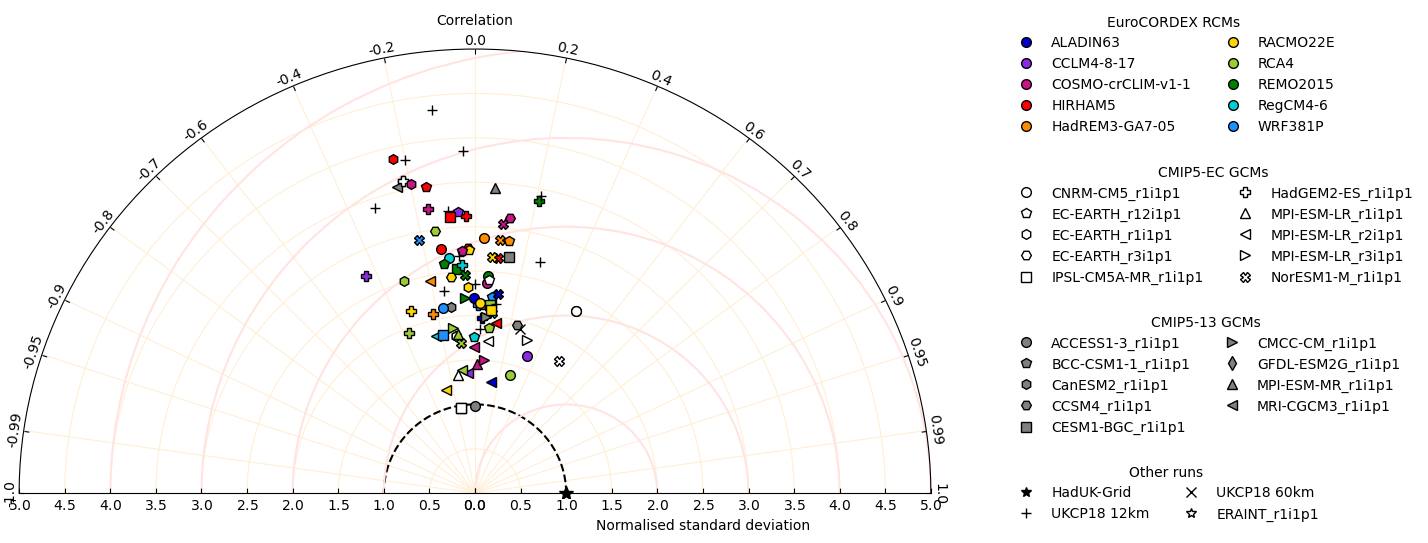 Correlation
0.0
-0.2
0.2
-0.4
0.4
-0.6
0.6
-0.7
0.7
-0.8
0.8
-0.9
0.9
-0.95
0.95
-0.99
0.99
-1.0
1.0
5.0 4.5 4.0 3.5 3.0 2.5 2.0 1.5 1.0 0.5 0.0 0.5 1.0 1.5 2.0 2.5 3.0 3.5 4.0 4.5 5.0
Normalised standard deviation
EuroCORDEX RCMs
ALADIN63 RACMO22E
CCLM4-8-17 RCA4
COSMO-crCLIM-v1-1 REMO2015
HIRHAM5 RegCM4-6
HadREM3-GA7-05 WRF381P
CMIP5-EC GCMs
CNRM-CM5_r1i1p1 HadGEM2-ES_r1i1p1
EC-EARTH_r12i1p1 MPI-ESM-LR_r1i1p1
EC-EARTH_r1i1p1 MPI-ESM-LR_r2i1p1
EC-EARTH_r3i1p1 MPI-ESM-LR_r3i1p1
IPSL-CM5A-MR_r1i1p1 NorESM1-M_r1i1p1
CMIP5-13 GCMs
ACCESS1-3_r1i1p1 CMCC-CM_r1i1p1
BCC-CSM1-1_r1i1p1 GFDL-ESM2G_r1i1p1
CanESM2_r1i1p1 MPI-ESM-MR_r1i1p1
CCSM4_r1i1p1 MRI-CGCM3_r1i1p1
CESM1-BGC_r1i1p1
Other runs
HadUK-Grid UKCP18 60km
UKCP18 12km ERAINT_r1i1p1